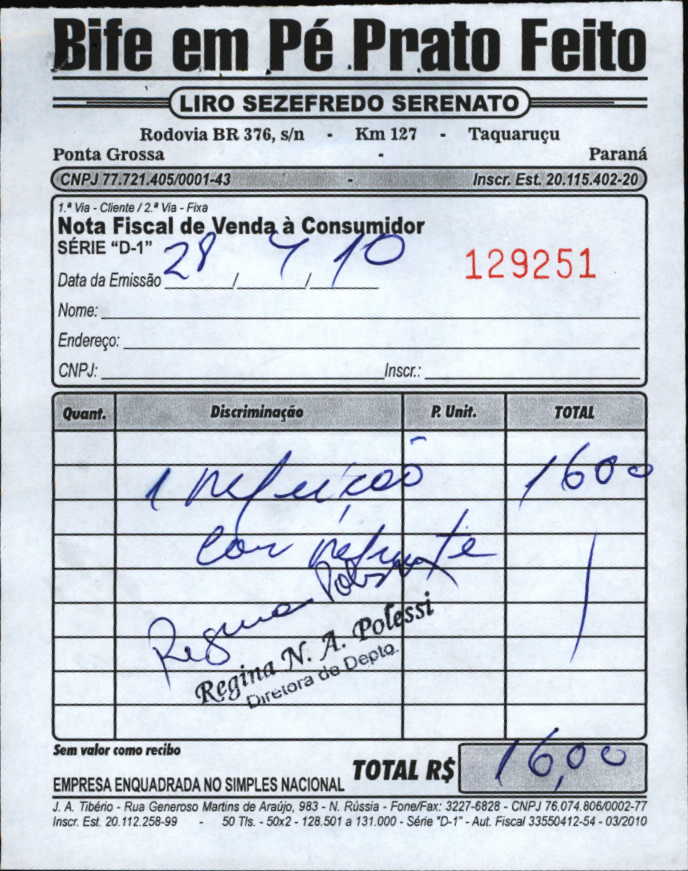 Bife em Pé Prato Feito
LIRO SEZEFREDO SERENATO
Rodovia BR 376, s/n - Km 127 - Taquaruçu
Ponta Grossa - Paraná
CNPJ 77.721.405/0001-43 - Inscr. Est. 20.115.402-20
1.ª Via - Cliente / 2.ª Via - Fixa
Nota Fiscal de Venda à Consumidor
SÉRIE "D-1"
129251
Data da Emissão 28 / 4 / 10
Nome:
Endereço:
CNPJ: Inscr.:
Quant. Discriminação P. Unit. TOTAL
1 refeição 1600
com refrigte
Regina Polessi
Regina N. A. Polessi
Diretora de Depto.
Sem valor como recibo
EMPRESA ENQUADRADA NO SIMPLES NACIONAL TOTAL R$ 16,00
J. A. Tibério - Rua Generoso Martins de Araújo, 983 - N. Rússia - Fone/Fax: 3227-6828 - CNPJ 76.074.806/0002-77
Inscr. Est. 20.112.258-99 - 50 Tls. - 50x2 - 128.501 a 131.000 - Série "D-1" - Aut. Fiscal 33550412-54 - 03/2010